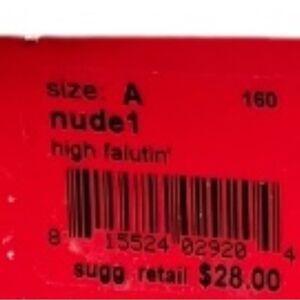 size: A 160
nude1
high falutin'
8 15524 02920 4
sugg retail $28.00